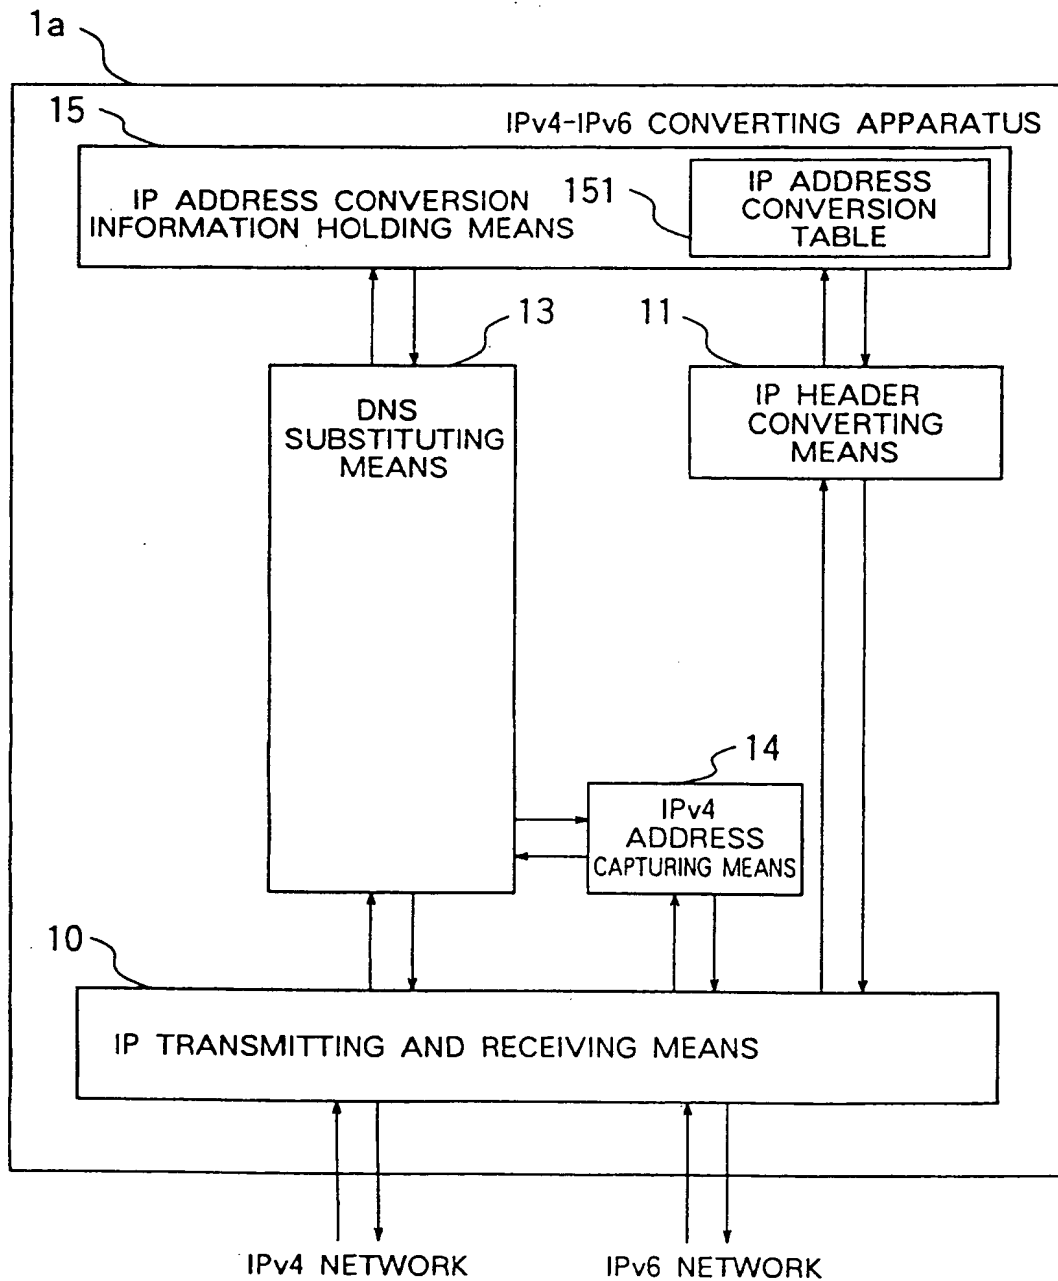 1a
15
IPv4-IPv6 CONVERTING APPARATUS
IP ADDRESS CONVERSION
INFORMATION HOLDING MEANS
151
IP ADDRESS
CONVERSION
TABLE
13
11
DNS
SUBSTITUTING
MEANS
IP HEADER
CONVERTING
MEANS
14
IPv4
ADDRESS
CAPTURING MEANS
10
IP TRANSMITTING AND RECEIVING MEANS
IPv4 NETWORK
IPv6 NETWORK